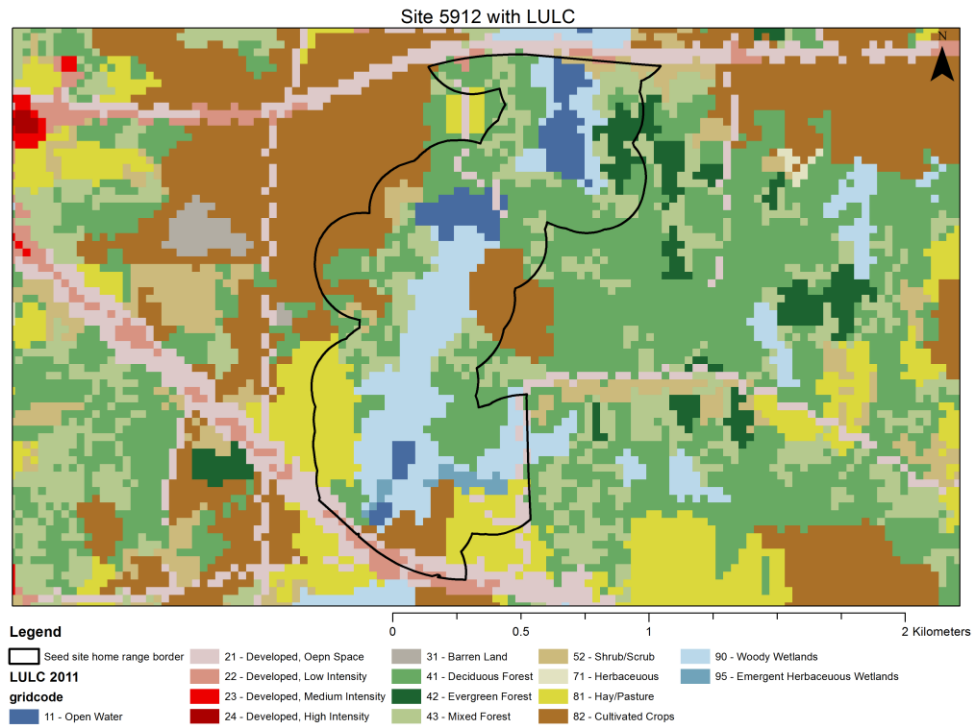 Site 5912 with LULC
N
0 0.5 1 2 Kilometers
Legend
Seed site home range border
LULC 2011
gridcode
11 - Open Water
21 - Developed, Oepn Space
22 - Developed, Low Intensity
23 - Developed, Medium Intensity
24 - Developed, High Intensity
31 - Barren Land
41 - Deciduous Forest
42 - Evergreen Forest
43 - Mixed Forest
52 - Shrub/Scrub
71 - Herbaceuous
81 - Hay/Pasture
82 - Cultivated Crops
90 - Woody Wetlands
95 - Emergent Herbaceuous Wetlands